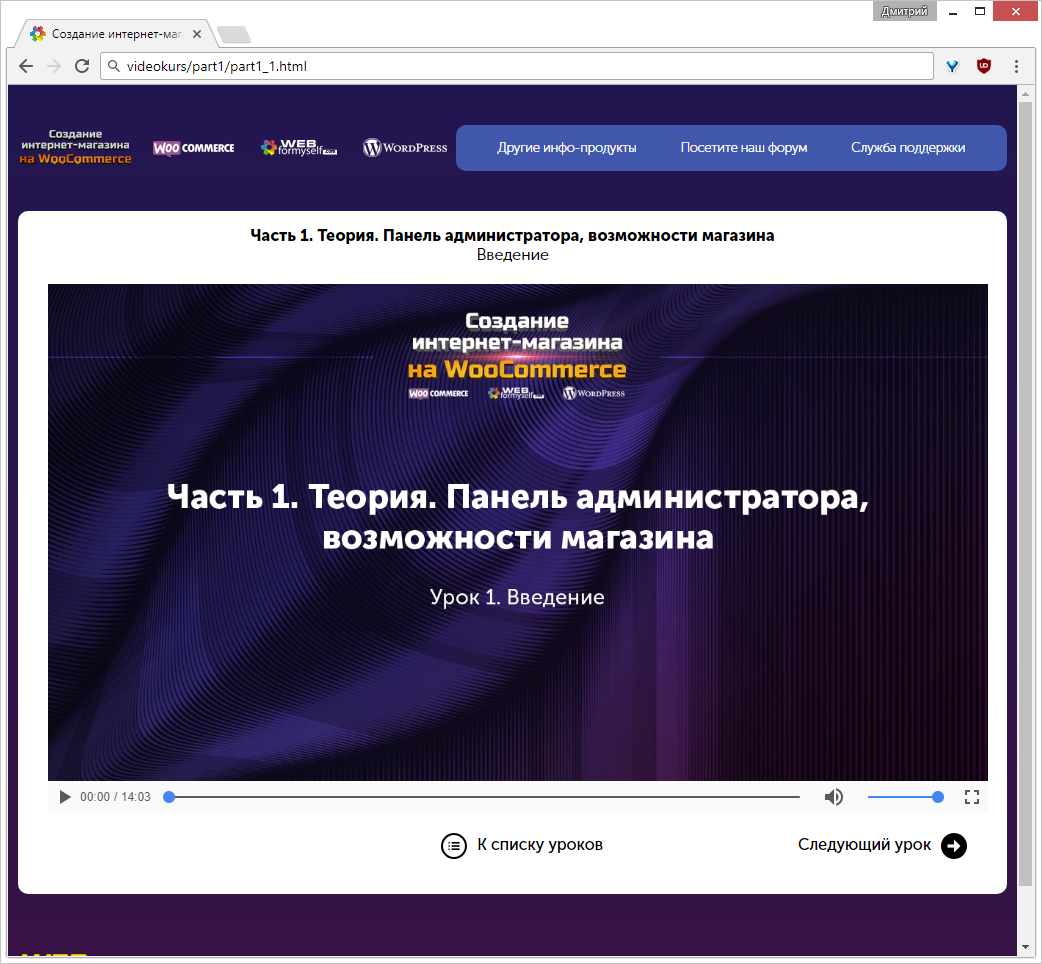 Дмитрий
Создание интернет-маг
videokurs/part1/part1_1.html
Создание
интернет-магазина
на WooCommerce
WOO COMMERCE
WEB
formyself.com
WORDPRESS
Другие инфо-продукты
Посетите наш форум
Служба поддержки
Часть 1. Теория. Панель администратора, возможности магазина
Введение
Создание
интернет-магазина
на WooCommerce
WOO COMMERCE
WEB
formyself.com
WORDPRESS
Часть 1. Теория. Панель администратора,
возможности магазина
Урок 1. Введение
00:00 / 14:03
К списку уроков
Следующий урок